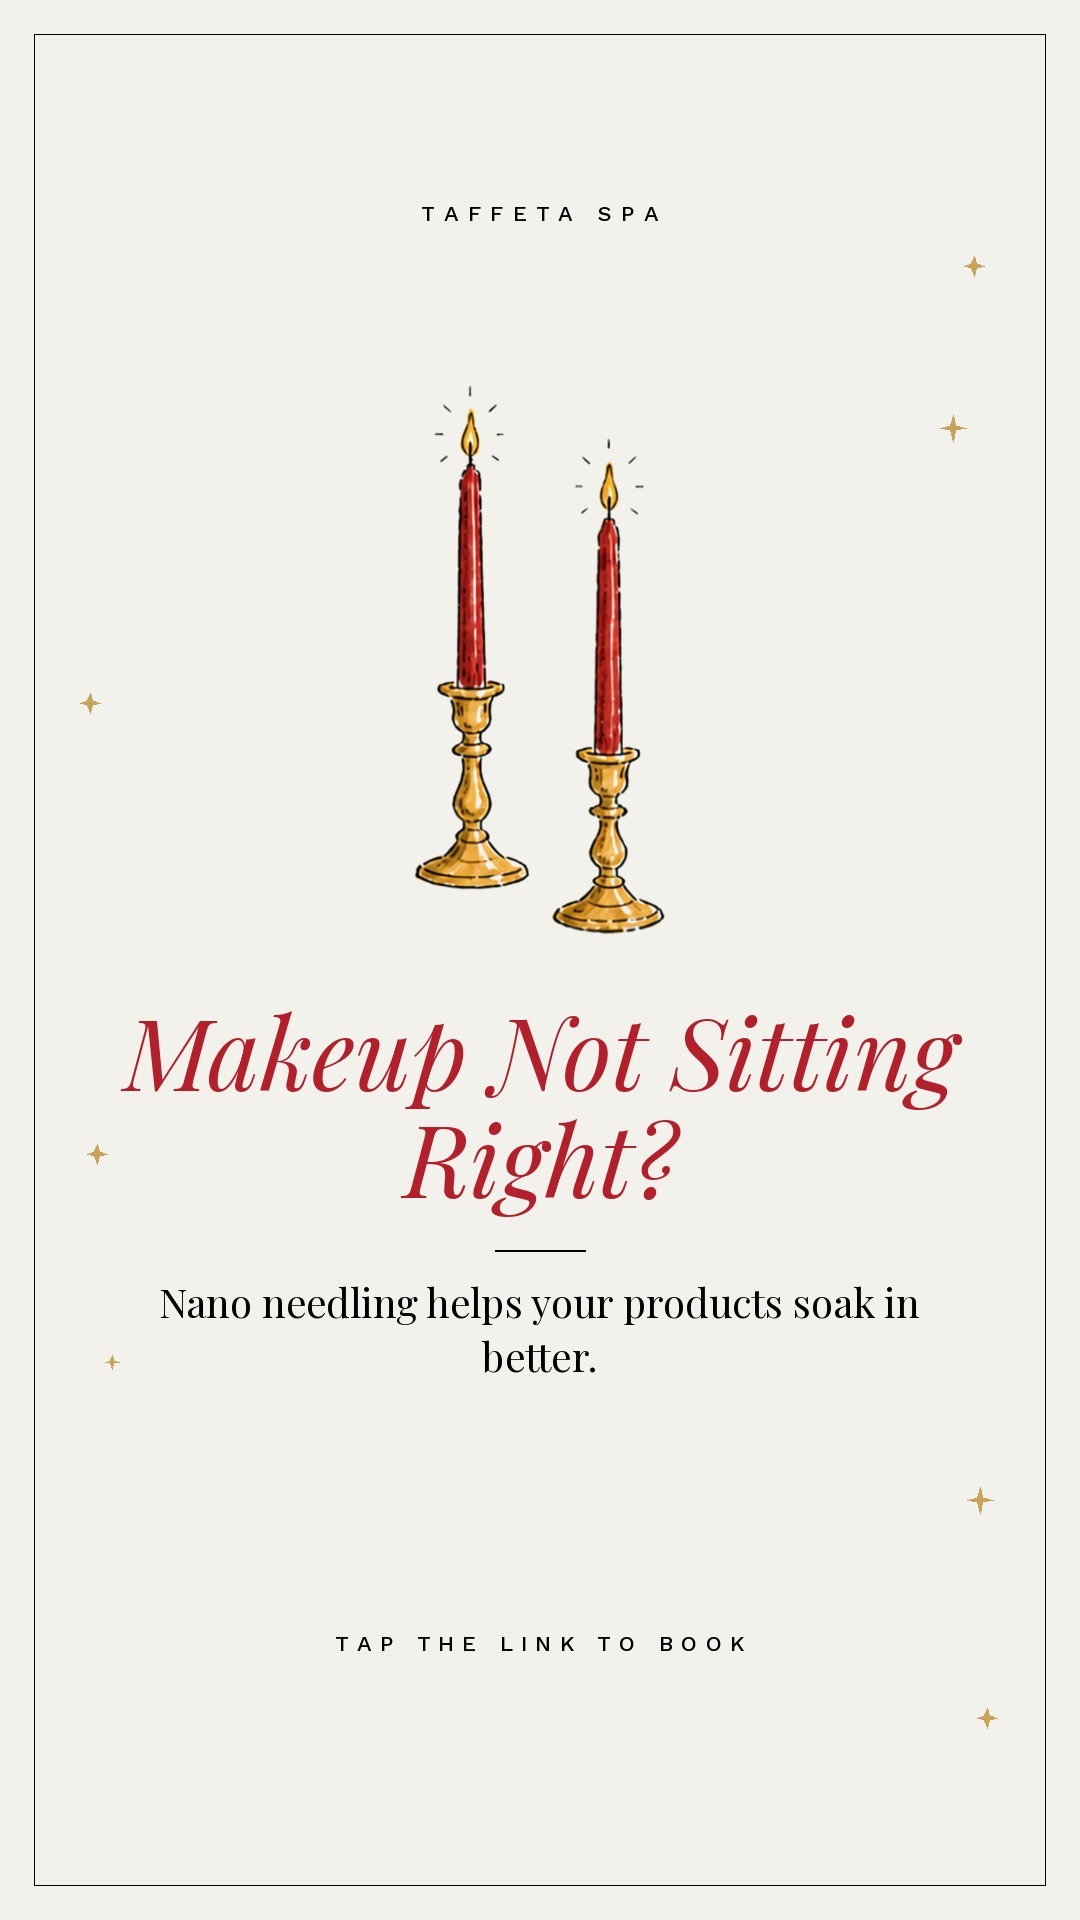 TAFFETA SPA
Makeup Not Sitting
Right?
Nano needling helps your products soak in
better.
TAP THE LINK TO BOOK